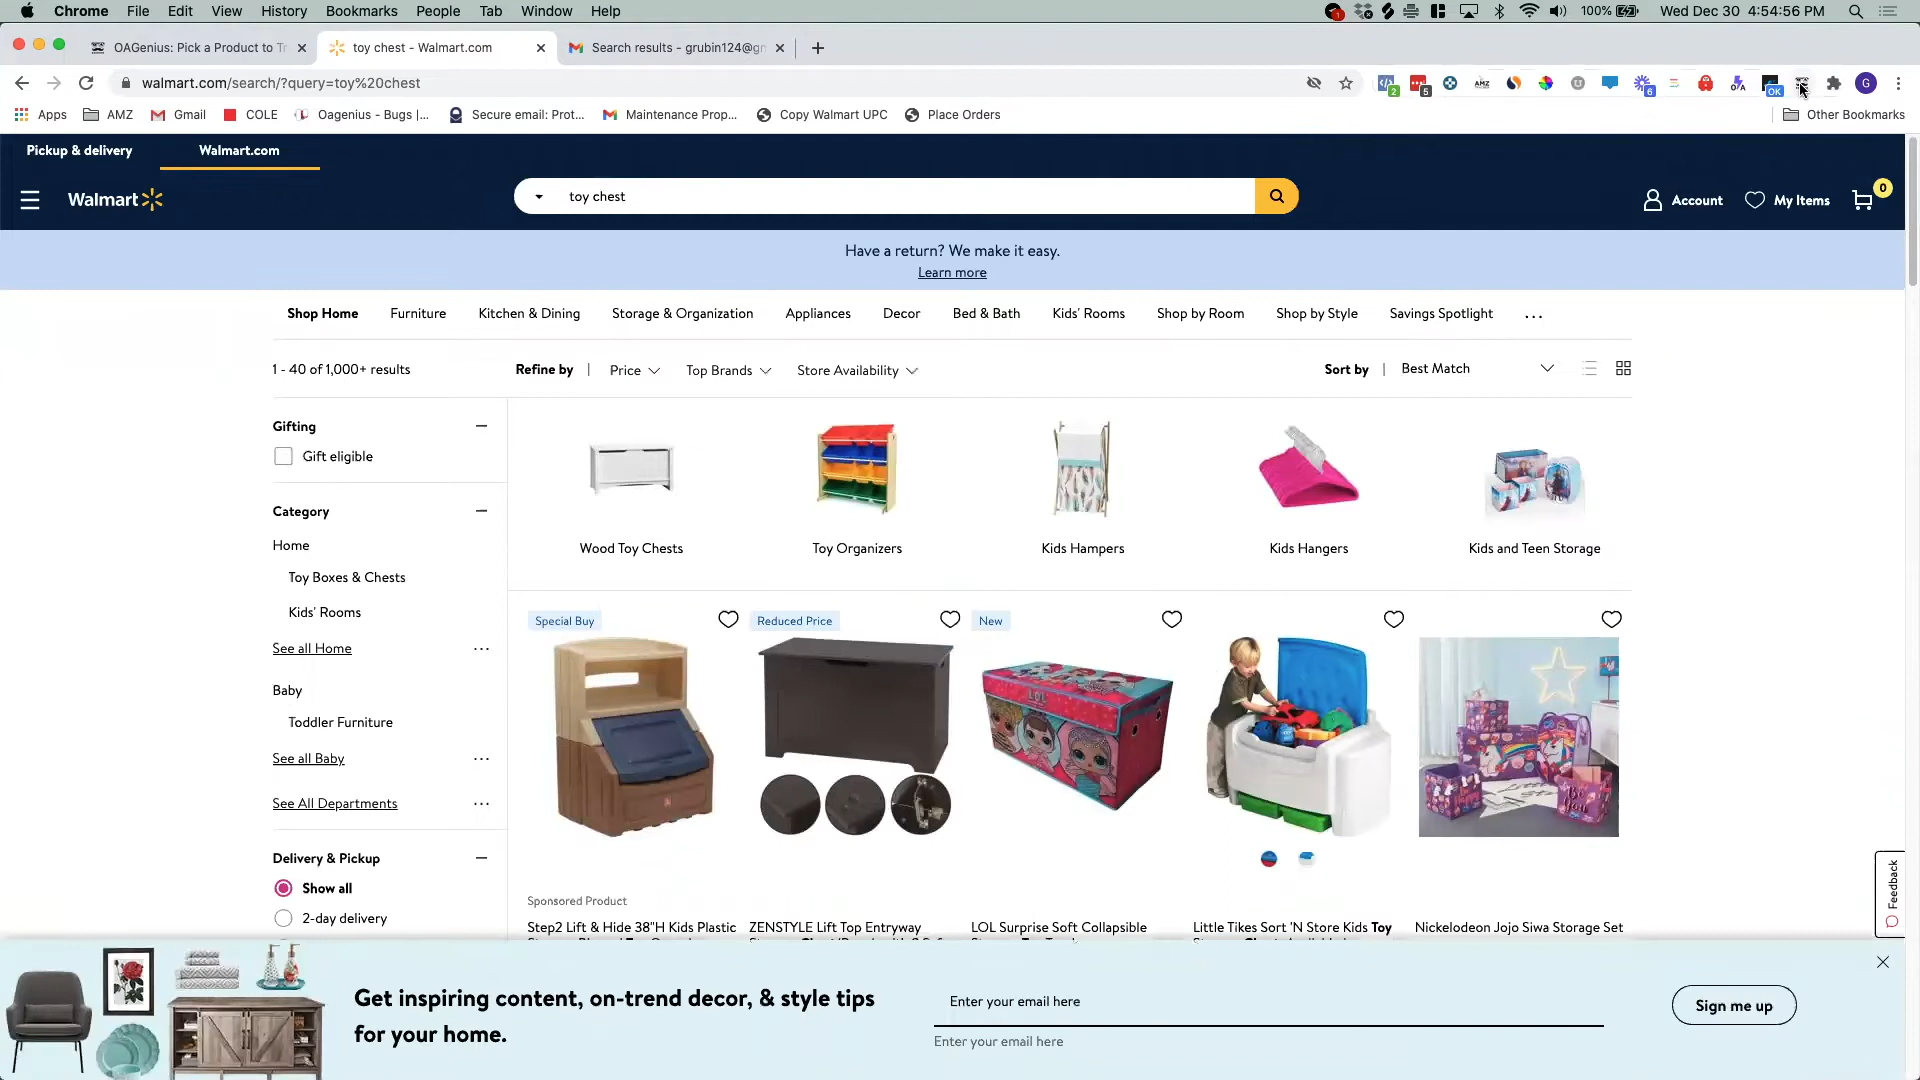 Chrome File Edit View History Bookmarks People Tab Window Help
100% Wed Dec 30 4:54:56 PM
OAGenius: Pick a Product to Tr
toy chest - Walmart.com
Search results - grubin124@gm
walmart.com/search/?query=toy%20chest
2 5 AMZ 6 O/A OK G
Apps AMZ Gmail COLE Oagenius - Bugs |... Secure email: Prot... Maintenance Prop... Copy Walmart UPC Place Orders Other Bookmarks
Pickup & delivery Walmart.com
Walmart toy chest Account My Items 0
Have a return? We make it easy.
Learn more
Shop Home Furniture Kitchen & Dining Storage & Organization Appliances Decor Bed & Bath Kids' Rooms Shop by Room Shop by Style Savings Spotlight ...
1 - 40 of 1,000+ results Refine by | Price Top Brands Store Availability Sort by | Best Match
Gifting
Gift eligible
Category
Home
Toy Boxes & Chests
Kids' Rooms
See all Home ...
Baby
Toddler Furniture
See all Baby ...
See All Departments ...
Delivery & Pickup
Show all
2-day delivery
Wood Toy Chests Toy Organizers Kids Hampers Kids Hangers Kids and Teen Storage
Special Buy Reduced Price New
LOL
Be You
Sponsored Product
Step2 Lift & Hide 38"H Kids Plastic
ZENSTYLE Lift Top Entryway
LOL Surprise Soft Collapsible
Little Tikes Sort 'N Store Kids Toy
Nickelodeon Jojo Siwa Storage Set
Feedback
Get inspiring content, on-trend decor, & style tips
for your home.
Enter your email here
Enter your email here
Sign me up